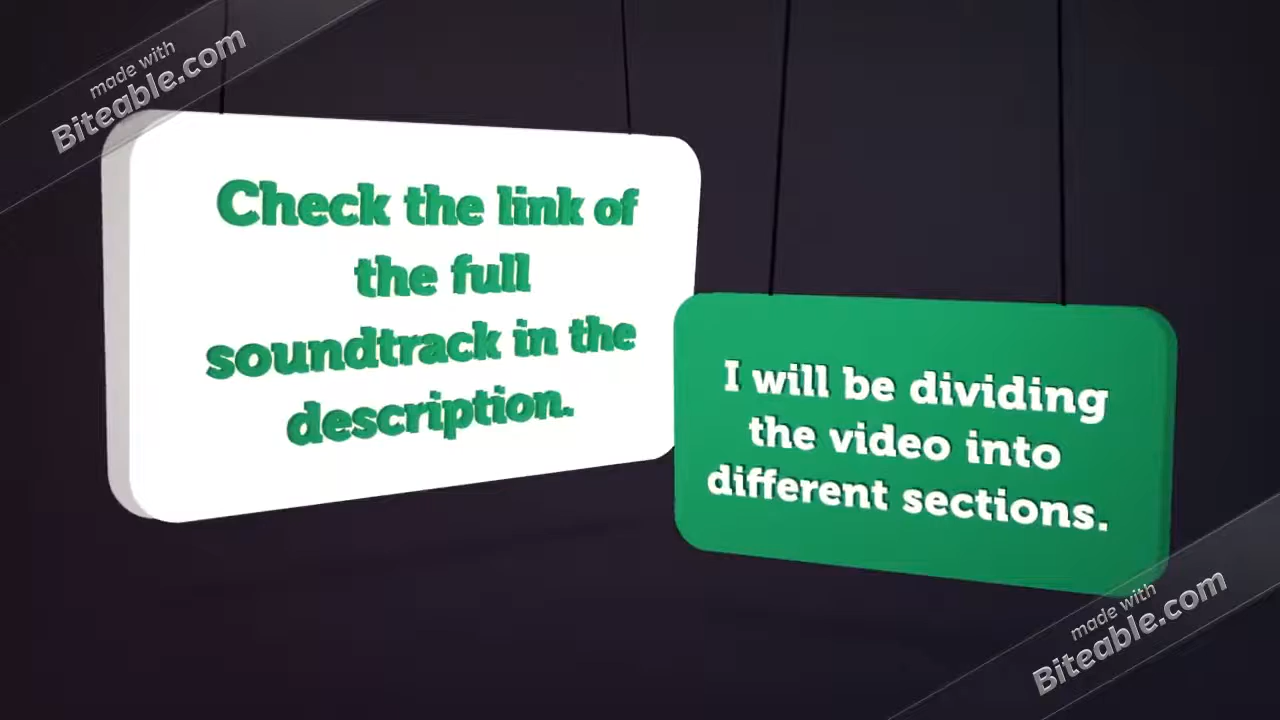 made with
Biteable.com
Check the link of
the full
soundtrack in the
description.
I will be dividing
the video into
different sections.
made with
Biteable.com